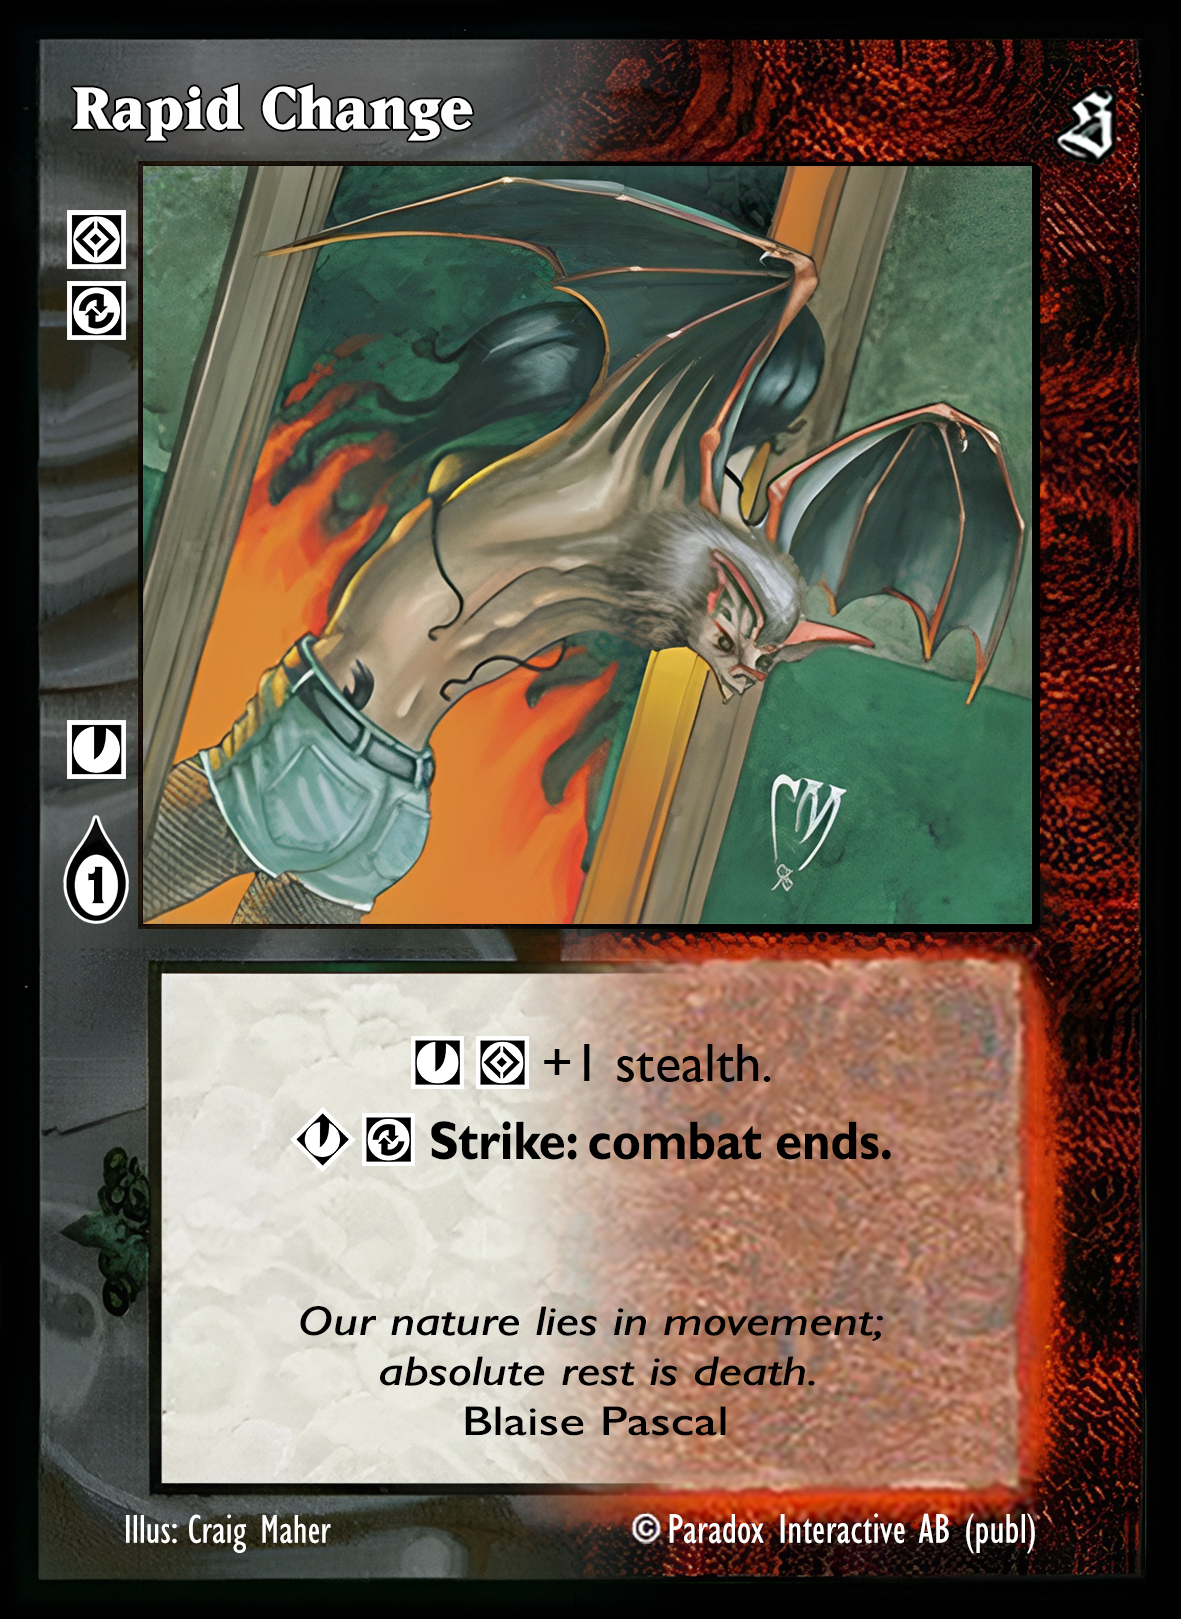 Rapid Change
1
+1 stealth.
Strike: combat ends.
Our nature lies in movement;
absolute rest is death.
Blaise Pascal
Illus: Craig Maher
© Paradox Interactive AB (publ)